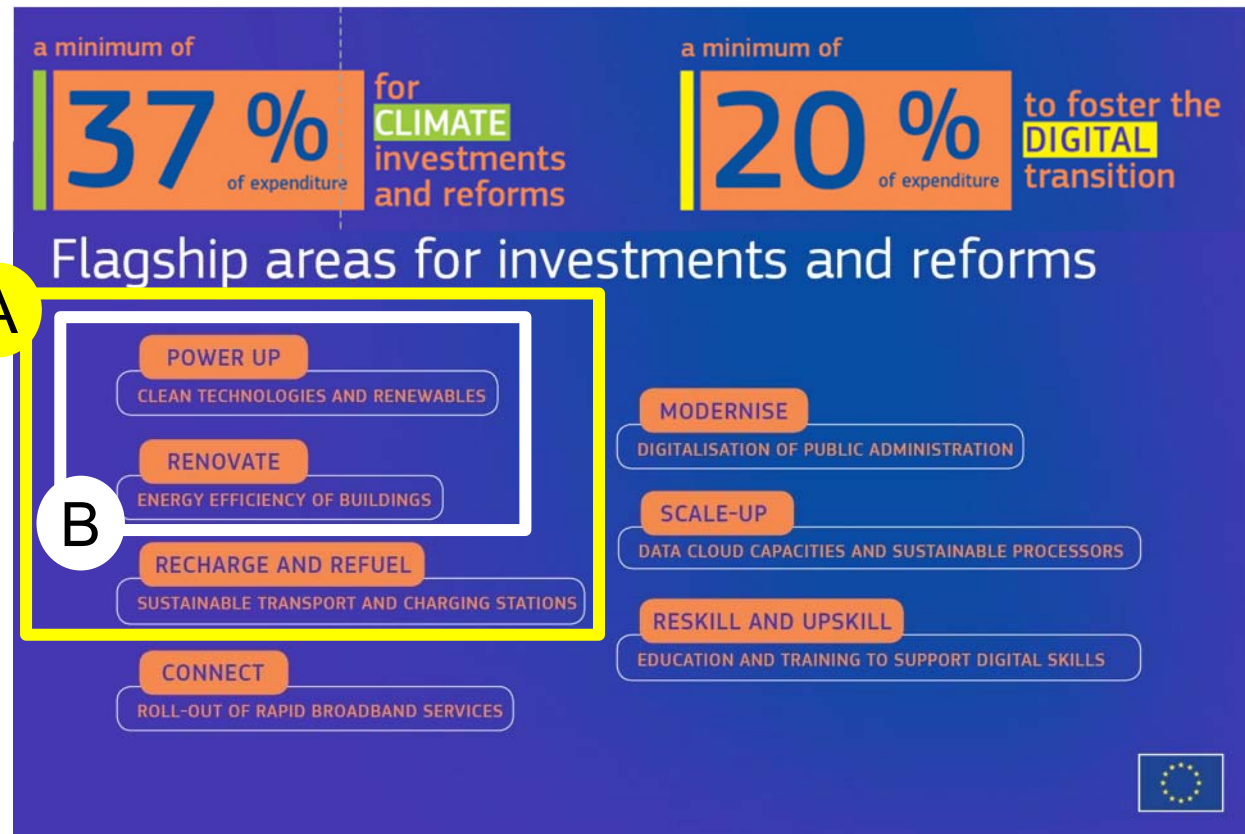 a minimum of
37 %
of expenditure
for
CLIMATE
investments
and reforms
a minimum of
20 %
of expenditure
to foster the
DIGITAL
transition
Flagship areas for investments and reforms
A
B
POWER UP
CLEAN TECHNOLOGIES AND RENEWABLES
RENOVATE
ENERGY EFFICIENCY OF BUILDINGS
RECHARGE AND REFUEL
SUSTAINABLE TRANSPORT AND CHARGING STATIONS
CONNECT
ROLL-OUT OF RAPID BROADBAND SERVICES
MODERNISE
DIGITALISATION OF PUBLIC ADMINISTRATION
SCALE-UP
DATA CLOUD CAPACITIES AND SUSTAINABLE PROCESSORS
RESKILL AND UPSKILL
EDUCATION AND TRAINING TO SUPPORT DIGITAL SKILLS